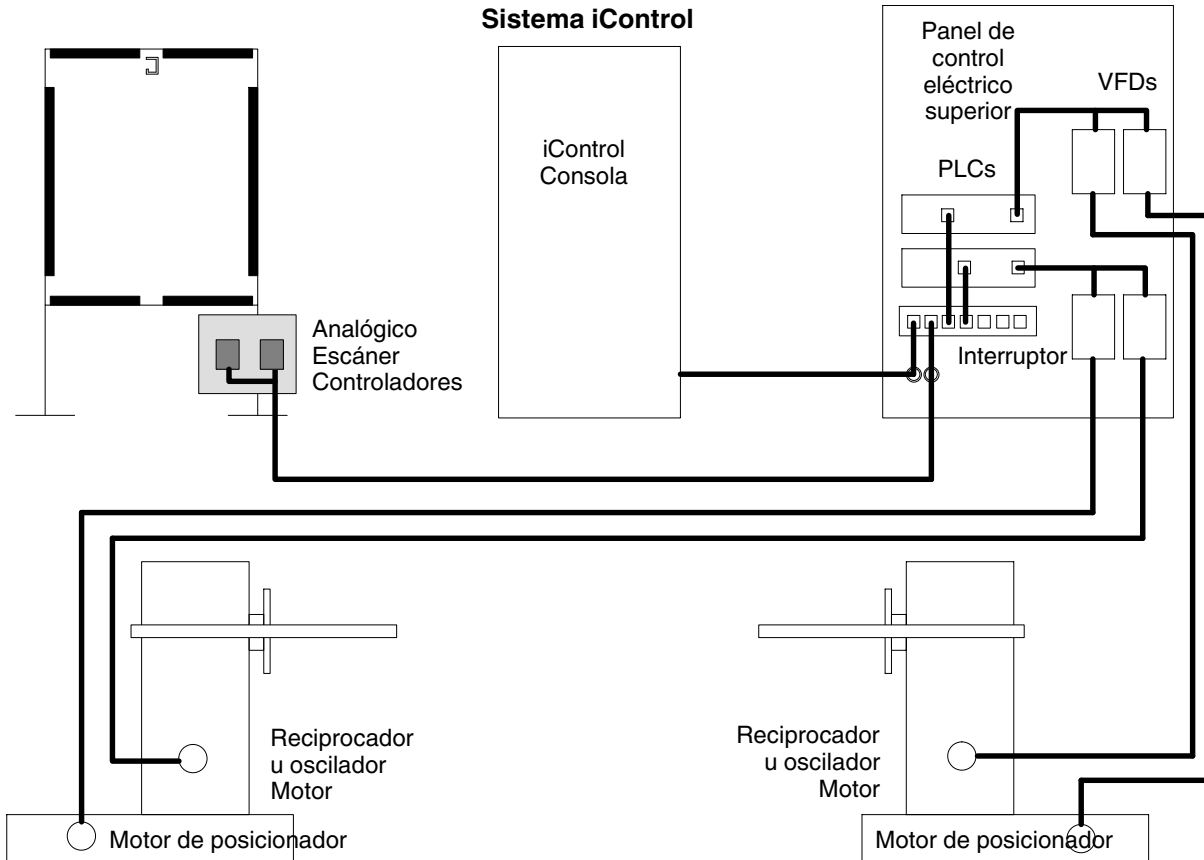 Sistema iControl
Panel de
control
eléctrico
superior
VFDs
iControl
Consola
PLCs
Analógico
Escáner
Controladores
Interruptor
Reciprocador
u oscilador
Motor
Reciprocador
u oscilador
Motor
Motor de posicionador
Motor de posicionador